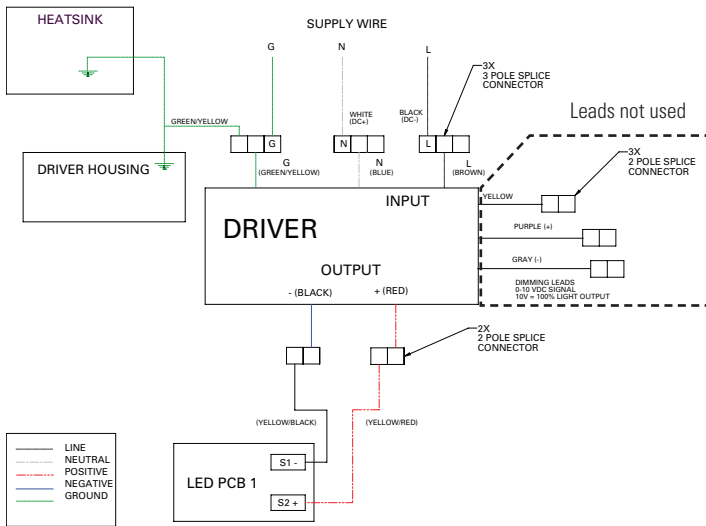 HEATSINK
SUPPLY WIRE
G
N
L
3X
3 POLE SPLICE
CONNECTOR
WHITE
(DC+)
BLACK
(DC-)
GREEN/YELLOW
G
N
L
Leads not used
DRIVER HOUSING
G
(GREEN/YELLOW)
N
(BLUE)
L
(BROWN)
3X
2 POLE SPLICE
CONNECTOR
INPUT
YELLOW
DRIVER
PURPLE (+)
OUTPUT
GRAY (-)
- (BLACK)
+ (RED)
DIMMING LEADS
0-10 VDC SIGNAL
10V = 100% LIGHT OUTPUT
2X
2 POLE SPLICE
CONNECTOR
(YELLOW/BLACK)
(YELLOW/RED)
LINE
NEUTRAL
POSITIVE
NEGATIVE
GROUND
S1 -
LED PCB 1
S2 +